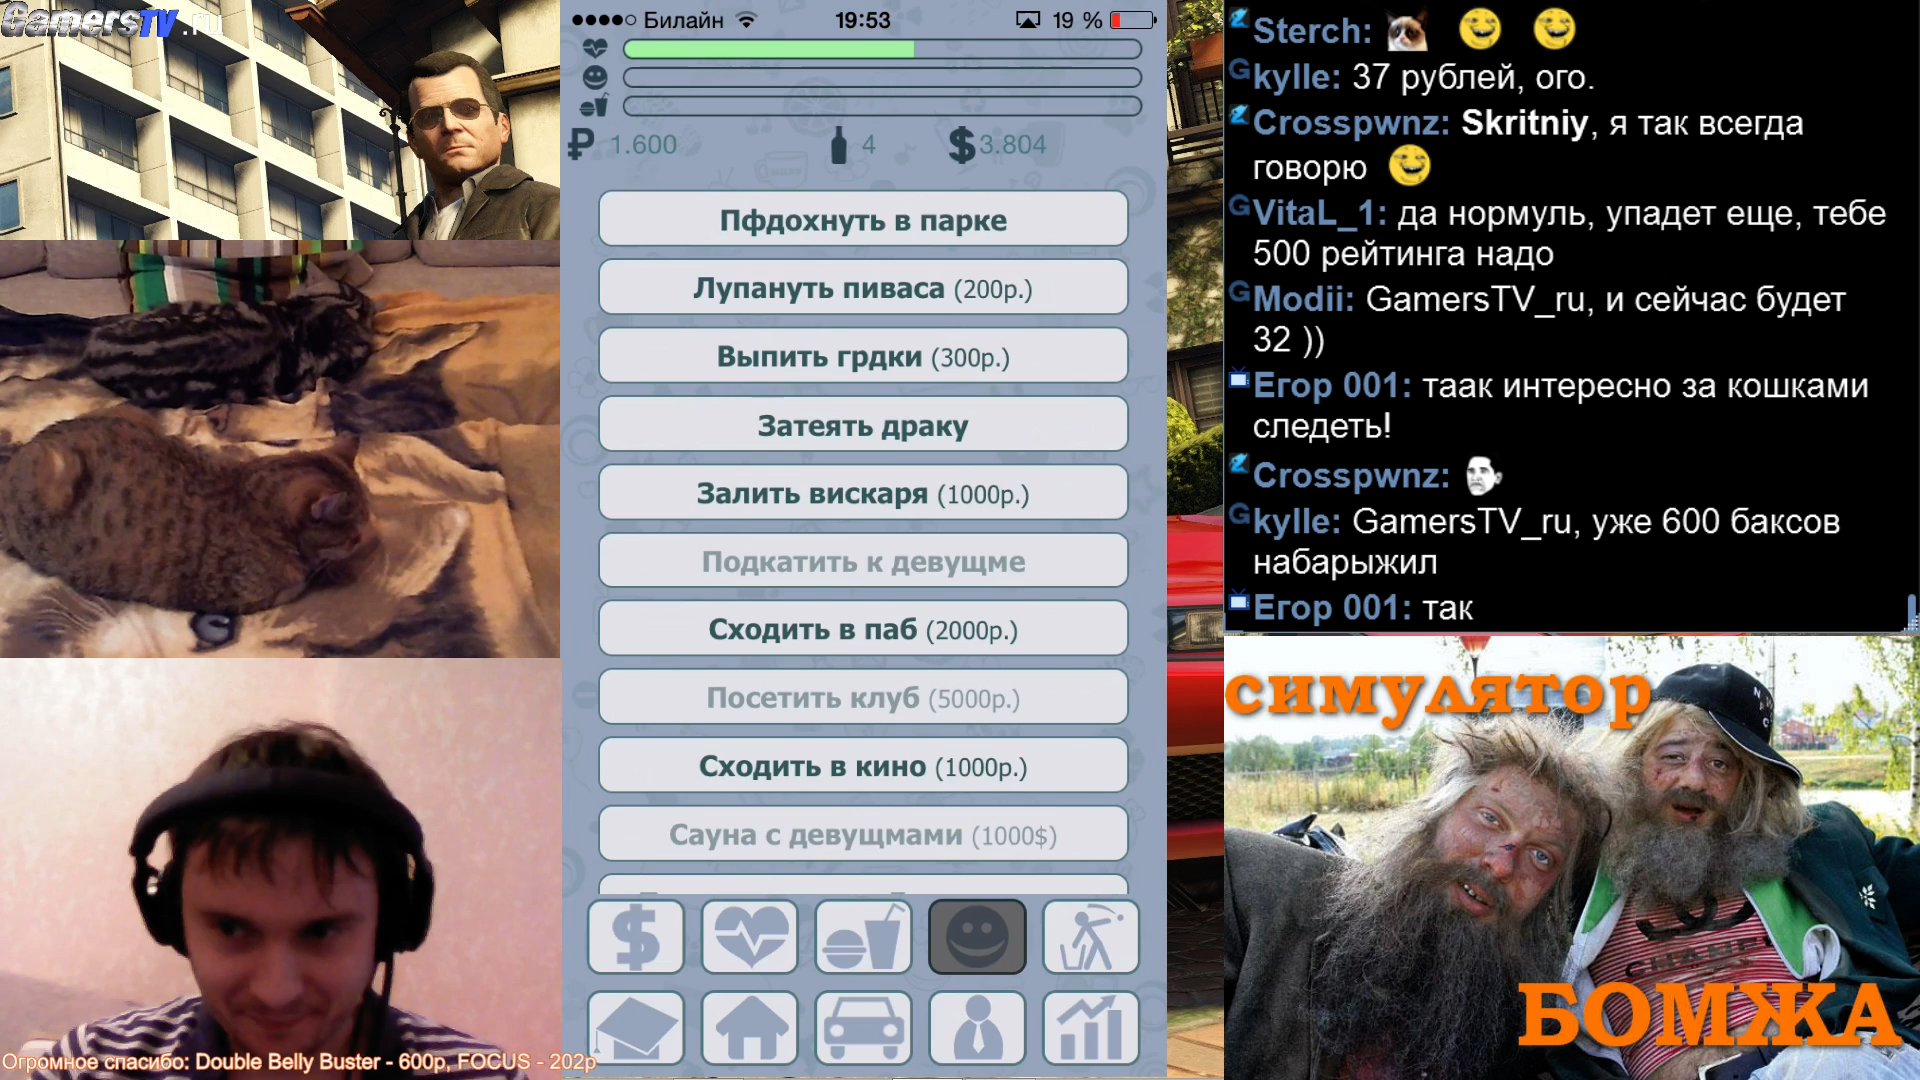 GamersTV.ru
●●●●○ Билайн 19:53 19 %
₽ 1.600 4 $3.804
Пфдохнуть в парке
Лупануть пиваса (200р.)
Выпить грдки (300р.)
Затеять драку
Залить вискаря (1000р.)
Подкатить к девущме
Сходить в паб (2000р.)
Посетить клуб (5000р.)
Сходить в кино (1000р.)
Сауна с девущмами (1000$)
Огромное спасибо: Double Belly Buster - 600р, FOCUS - 202р
Sterch:
kylle: 37 рублей, ого.
Crosspwnz: Skritniy, я так всегда
говорю
VitaL_1: да нормуль, упадет еще, тебе
500 рейтинга надо
Modii: GamersTV_ru, и сейчас будет
32 ))
Егор 001: таак интересно за кошками
следеть!
Crosspwnz:
kylle: GamersTV_ru, уже 600 баксов
набарыжил
Егор 001: так
симулятор
БОМЖА